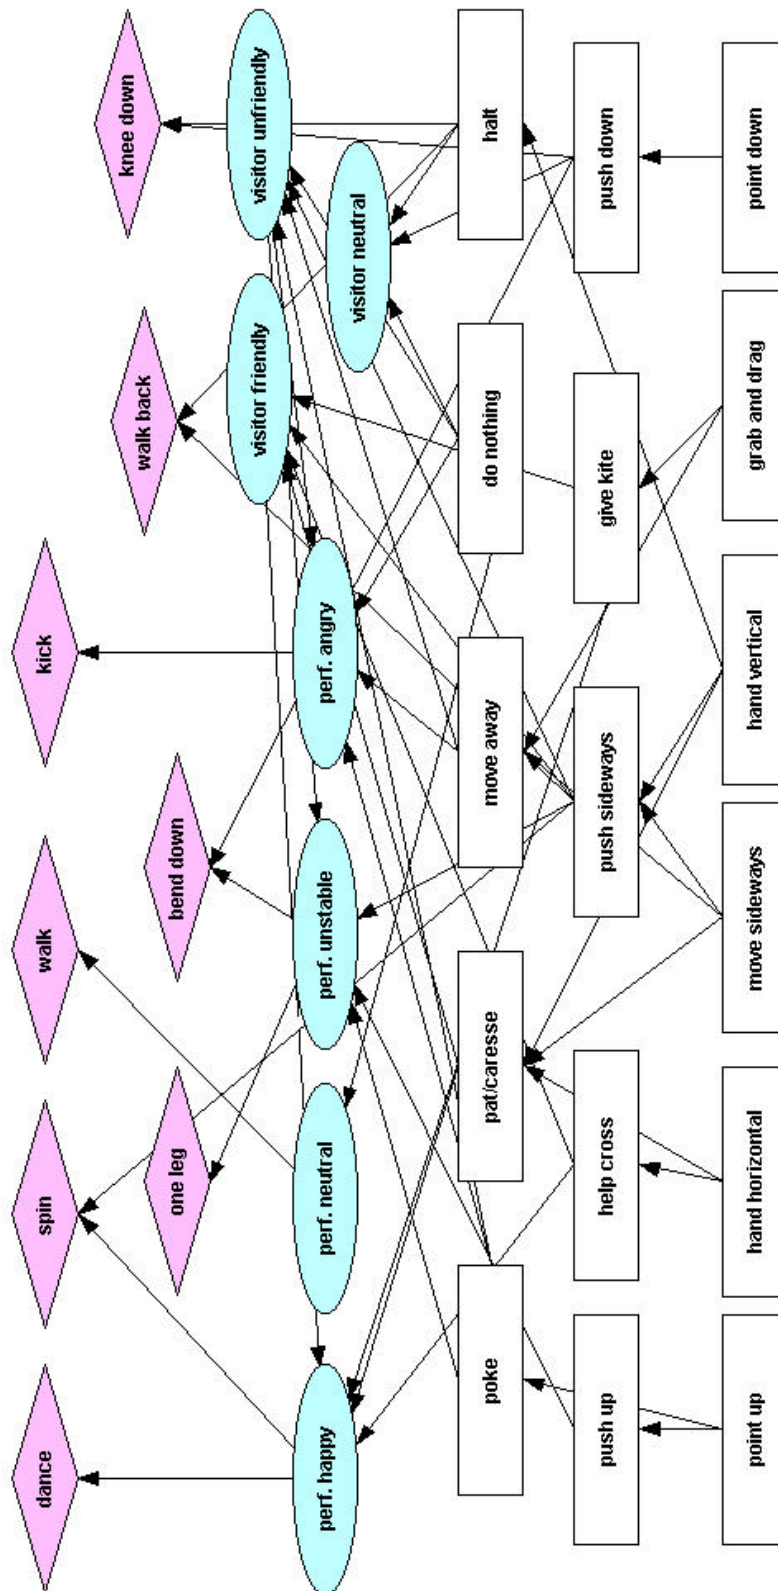 dance
spin
walk
kick
one leg
bend down
walk back
knee down
visitor friendly
visitor unfriendly
perf. happy
perf. neutral
perf. unstable
perf. angry
visitor neutral
poke
pat/caresse
move away
do nothing
halt
push up
help cross
push sideways
give kite
push down
point up
hand horizontal
move sideways
hand vertical
grab and drag
point down